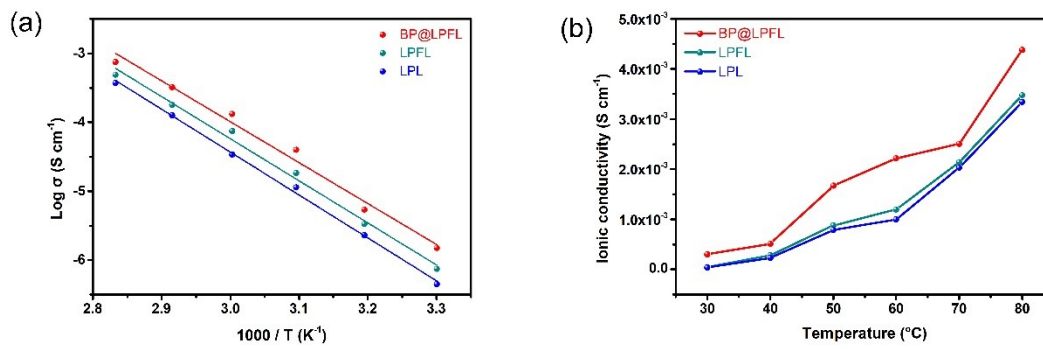 (a)
BP@LPFL
LPFL
LPL
-3
-4
-5
-6
Log σ (S cm⁻¹)
2.8 2.9 3.0 3.1 3.2 3.3
1000 / T (K⁻¹)
(b)
BP@LPFL
LPFL
LPL
5.0x10⁻³
4.0x10⁻³
3.0x10⁻³
2.0x10⁻³
1.0x10⁻³
0.0
Ionic conductivity (S cm⁻¹)
30 40 50 60 70 80
Temperature (°C)